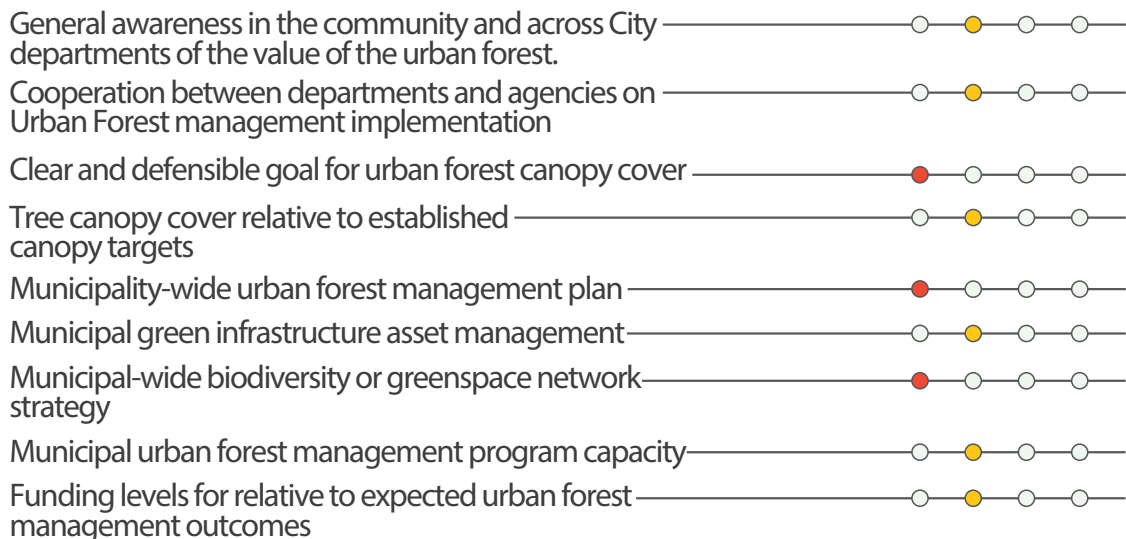 General awareness in the community and across City
departments of the value of the urban forest.
Cooperation between departments and agencies on
Urban Forest management implementation
Clear and defensible goal for urban forest canopy cover
Tree canopy cover relative to established
canopy targets
Municipality-wide urban forest management plan
Municipal green infrastructure asset management
Municipal-wide biodiversity or greenspace network
strategy
Municipal urban forest management program capacity
Funding levels for relative to expected urban forest
management outcomes